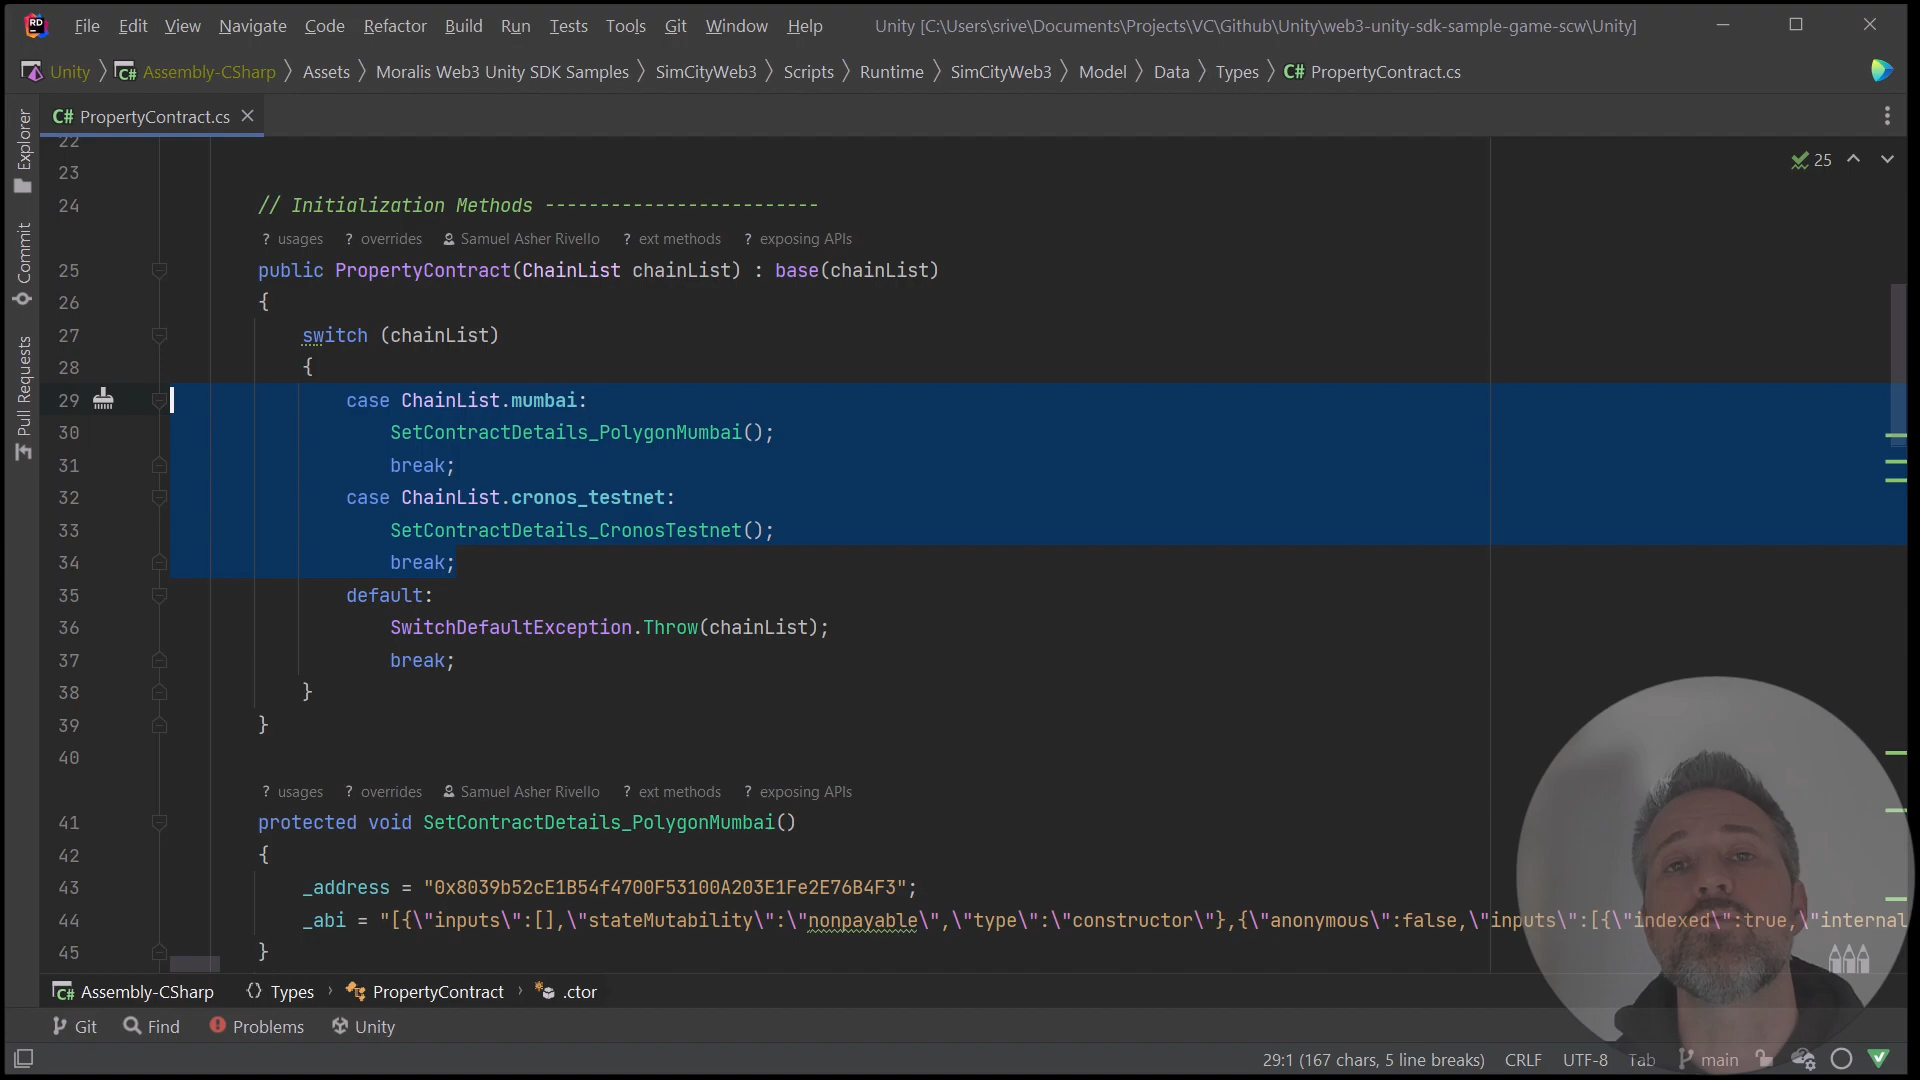 File Edit View Navigate Code Refactor Build Run Tests Tools Git Window Help Unity [C:\Users\srive\Documents\Projects\VC\Github\Unity\web3-unity-sdk-sample-game-scw\Unity]
Unity Assembly-CSharp Assets Moralis Web3 Unity SDK Samples SimCityWeb3 Scripts Runtime SimCityWeb3 Model Data Types C# PropertyContract.cs
C# PropertyContract.cs
Explorer
Commit
Pull Requests
25
22
23
24 // Initialization Methods -------------------------
? usages ? overrides Samuel Asher Rivello ? ext methods ? exposing APIs
25 public PropertyContract(ChainList chainList) : base(chainList)
26 {
27 switch (chainList)
28 {
29 case ChainList.mumbai:
30 SetContractDetails_PolygonMumbai();
31 break;
32 case ChainList.cronos_testnet:
33 SetContractDetails_CronosTestnet();
34 break;
35 default:
36 SwitchDefaultException.Throw(chainList);
37 break;
38 }
39 }
40
? usages ? overrides Samuel Asher Rivello ? ext methods ? exposing APIs
41 protected void SetContractDetails_PolygonMumbai()
42 {
43 _address = "0x8039b52cE1B54f4700F53100A203E1Fe2E76B4F3";
44 _abi = "[{\"inputs\":[],\"stateMutability\":\"nonpayable\",\"type\":\"constructor\"},{\"anonymous\":false,\"inputs\":[{\"indexed\":true,\"internal
45 }
Assembly-CSharp {} Types PropertyContract .ctor
Git Find Problems Unity
29:1 (167 chars, 5 line breaks) CRLF UTF-8 Tab main